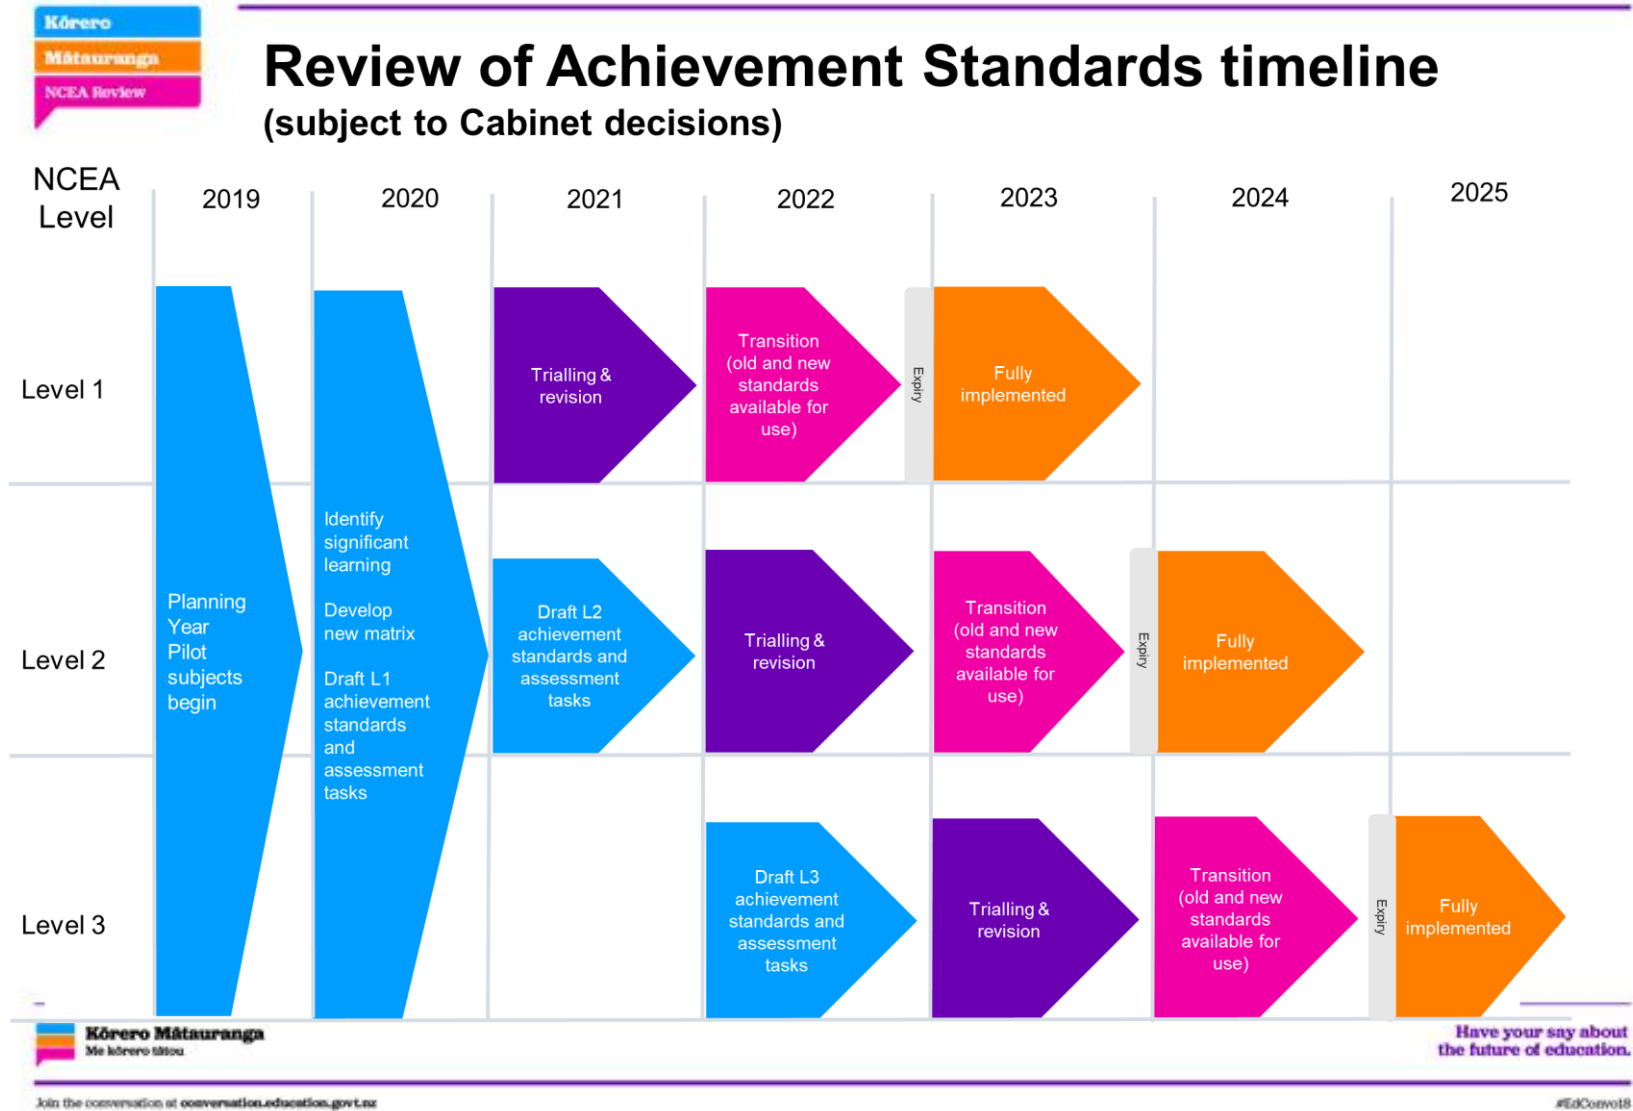 Kōrero
Mātauranga
NCEA Review
Review of Achievement Standards timeline
(subject to Cabinet decisions)
NCEA
Level
2019
2020
2021
2022
2023
2024
2025
Level 1
Trialling &
revision
Transition
(old and new
standards
available for
use)
Expiry
Fully
implemented
Planning
Year
Pilot
subjects
begin
Identify
significant
learning
Develop
new matrix
Draft L1
achievement
standards
and
assessment
tasks
Level 2
Draft L2
achievement
standards and
assessment
tasks
Trialling &
revision
Transition
(old and new
standards
available for
use)
Expiry
Fully
implemented
Level 3
Draft L3
achievement
standards and
assessment
tasks
Trialling &
revision
Transition
(old and new
standards
available for
use)
Expiry
Fully
implemented
Kōrero Mātauranga
Me kōrero tātou
Have your say about
the future of education.
Join the conversation at conversation.education.govt.nz
#EdConvo18